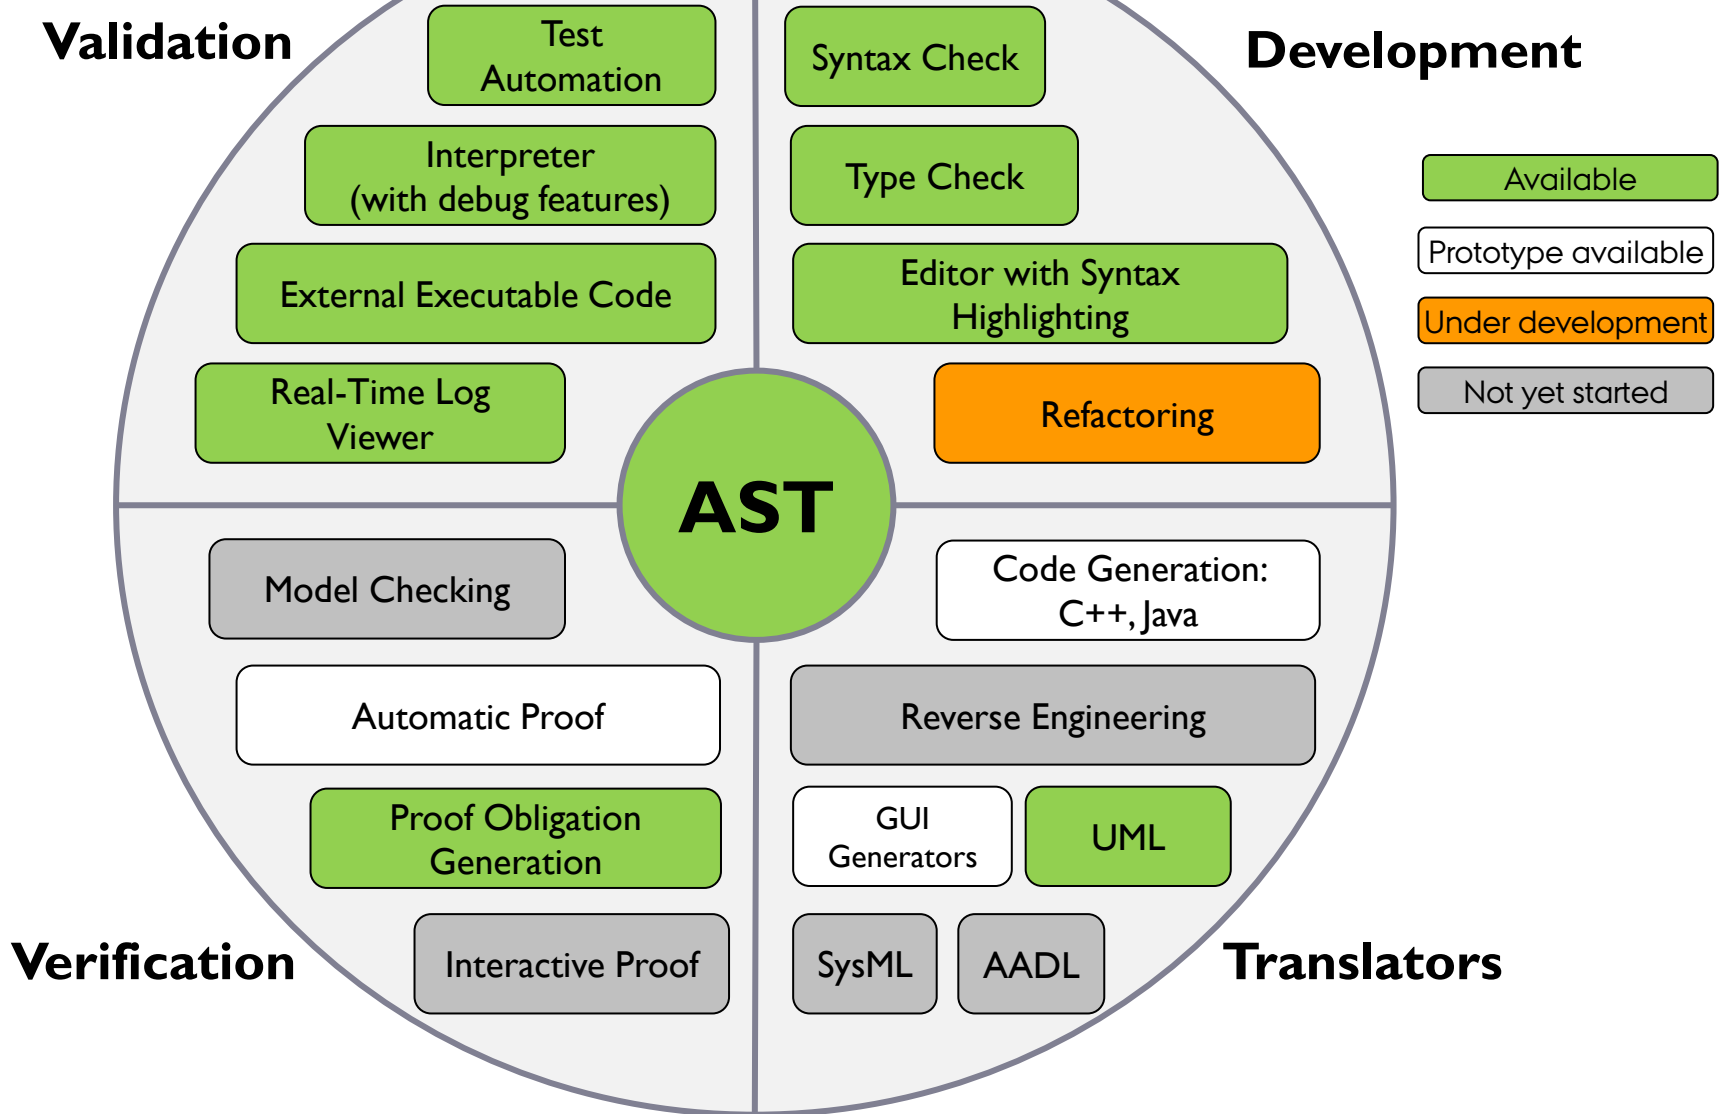 Validation
Test
Automation
Interpreter
(with debug features)
External Executable Code
Real-Time Log
Viewer
Syntax Check
Type Check
Editor with Syntax
Highlighting
Refactoring
Development
Available
Prototype available
Under development
Not yet started
AST
Model Checking
Automatic Proof
Proof Obligation
Generation
Interactive Proof
Verification
Code Generation:
C++, Java
Reverse Engineering
GUI
Generators
UML
SysML
AADL
Translators